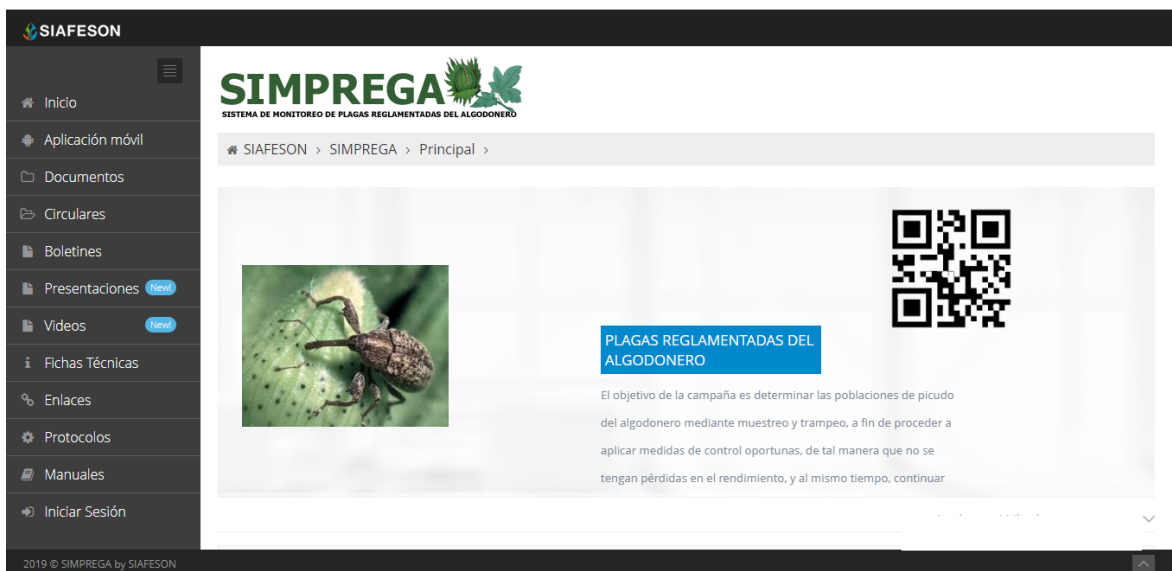 SIAFESON
Inicio
Aplicación móvil
Documentos
Circulares
Boletines
Presentaciones New!
Videos New!
Fichas Técnicas
Enlaces
Protocolos
Manuales
Iniciar Sesión
SIMPREGA
SISTEMA DE MONITOREO DE PLAGAS REGLAMENTADAS DEL ALGODONERO
SIAFESON > SIMPREGA > Principal >
PLAGAS REGLAMENTADAS DEL
ALGODONERO
El objetivo de la campaña es determinar las poblaciones de picudo
del algodonero mediante muestreo y trampeo, a fin de proceder a
aplicar medidas de control oportunas, de tal manera que no se
tengan pérdidas en el rendimiento, y al mismo tiempo, continuar
2019 © SIMPREGA by SIAFESON